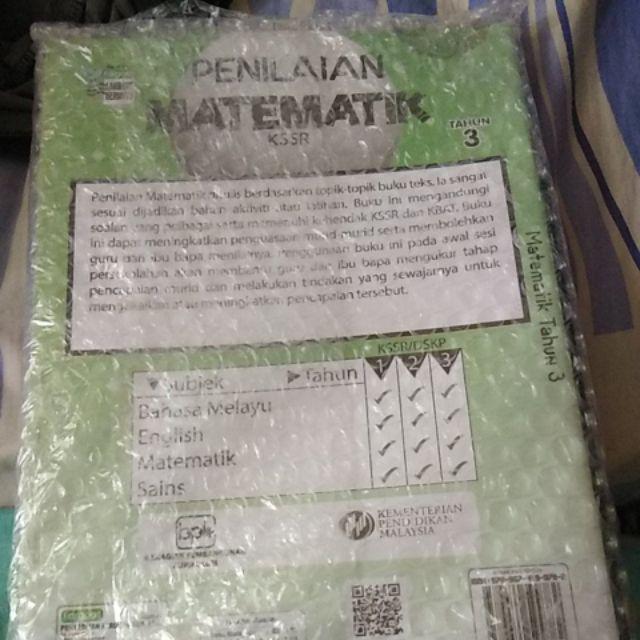 PENILAIAN
MATEMATIK
KSSR
TAHUN
3
Penilaian Matematik ditulis berdasarkan topik-topik buku teks. Ia sangat
sesuai dijadikan bahan aktiviti atau latihan. Buku ini mengandungi
soalan yang pelbagai serta memenuhi kehendak KSSR dan KBAT. Buku
ini dapat meningkatkan penguasaan murid-murid serta membolehkan
guru dan ibu bapa menilainya. Penggunaan buku ini pada awal sesi
persekolahan akan membantu guru dan ibu bapa mengukur tahap
pencapaian murid dan melakukan tindakan yang sewajarnya untuk
mengekalkan atau meningkatkan pencapaian tersebut.
Matematik Tahun 3
KSSR/DSKP
Subjek Tahun 1 2 3
Bahasa Melayu
English
Matematik
Sains
KEMENTERIAN
PENDIDIKAN
MALAYSIA